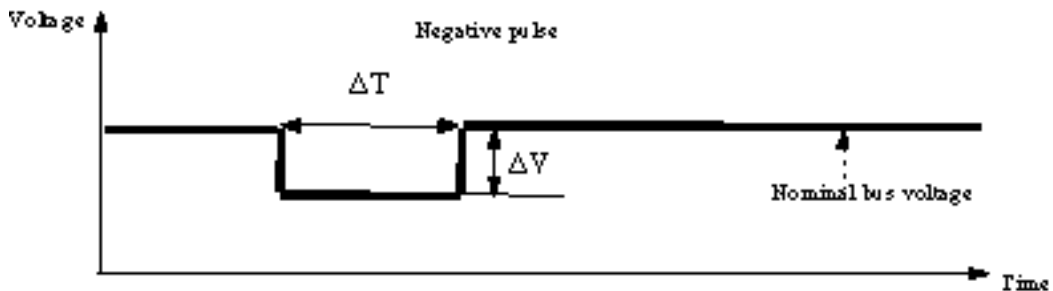 Voltage
Negative pulse
ΔT
ΔV
Nominal bus voltage
Time